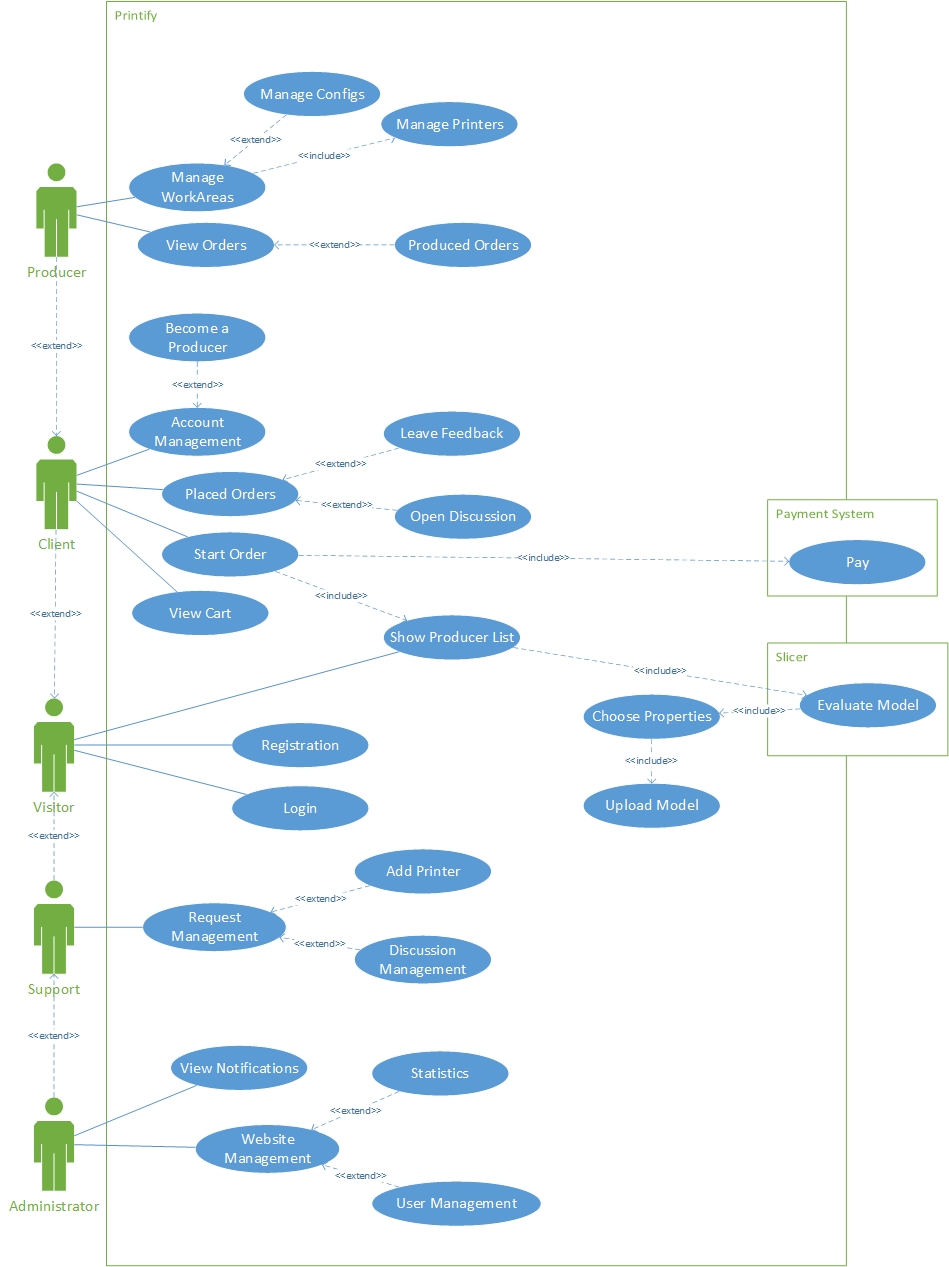 Printify
Manage Configs
Manage Printers
<<extend>>
<<include>>
Manage
WorkAreas
View Orders
<<extend>>
Produced Orders
Producer
Become a
Producer
<<extend>>
<<extend>>
Account
Management
Leave Feedback
<<extend>>
Placed Orders
<<extend>>
Open Discussion
Payment System
Client
Start Order
<<include>>
Pay
<<include>>
<<extend>>
View Cart
Show Producer List
Slicer
<<include>>
Evaluate Model
<<include>>
Choose Properties
Registration
<<include>>
Visitor
Login
Upload Model
<<extend>>
Add Printer
<<extend>>
Request
Management
<<extend>>
Discussion
Management
Support
<<extend>>
View Notifications
Statistics
<<extend>>
Website
Management
<<extend>>
User Management
Administrator